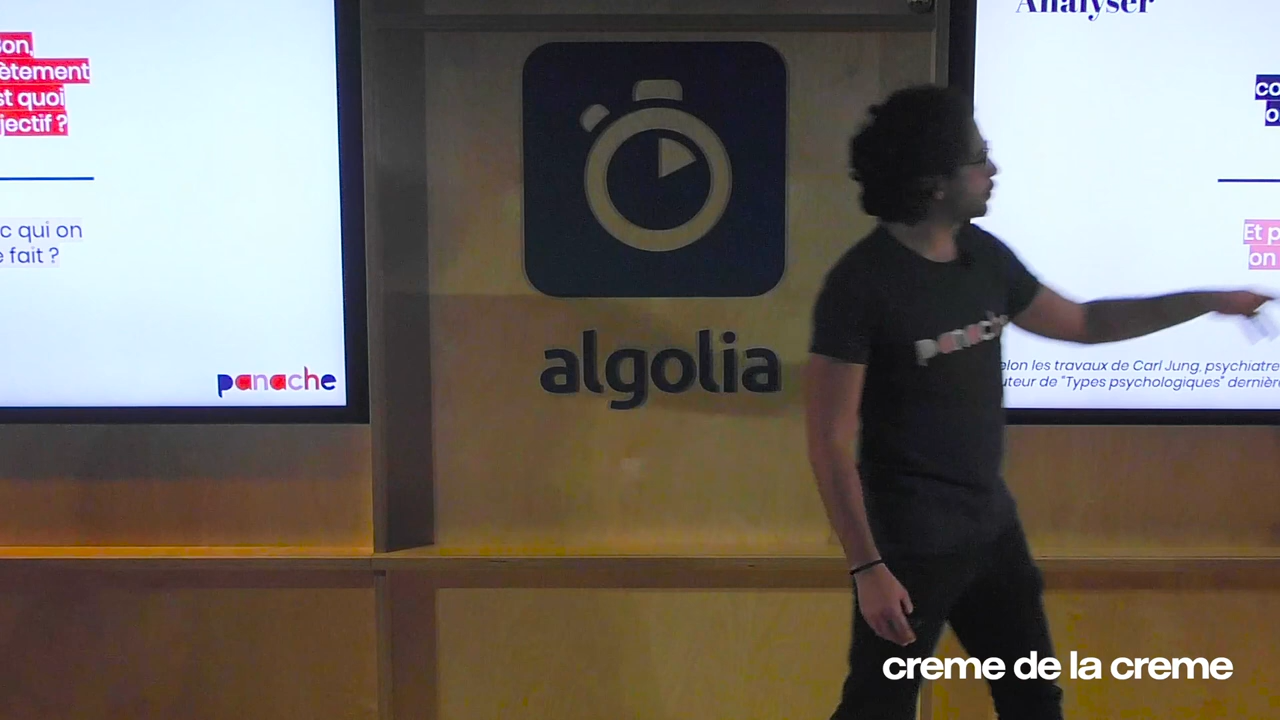 Analyser
on,
ètement
st quoi
jectif ?
co
o
c qui on
fait ?
Et p
on
panache
algolia
panache
elon les travaux de Carl Jung, psychiatre
uteur de "Types psychologiques" dernièr
creme de la creme